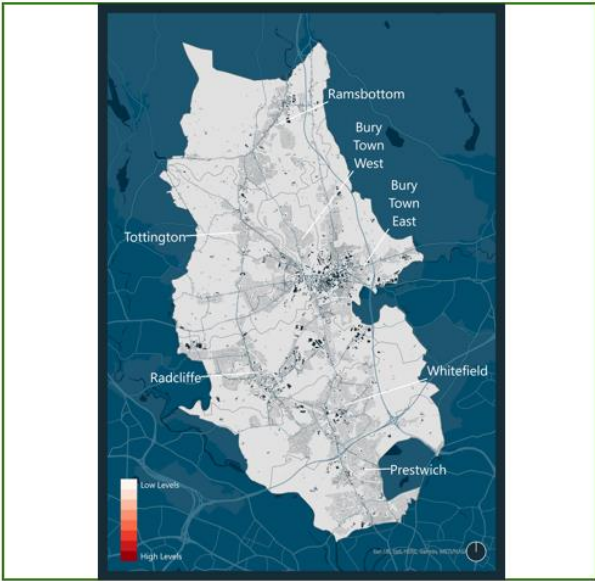 Ramsbottom
Bury
Town
West
Bury
Town
East
Tottington
Radcliffe
Whitefield
Prestwich
Low Levels
High Levels